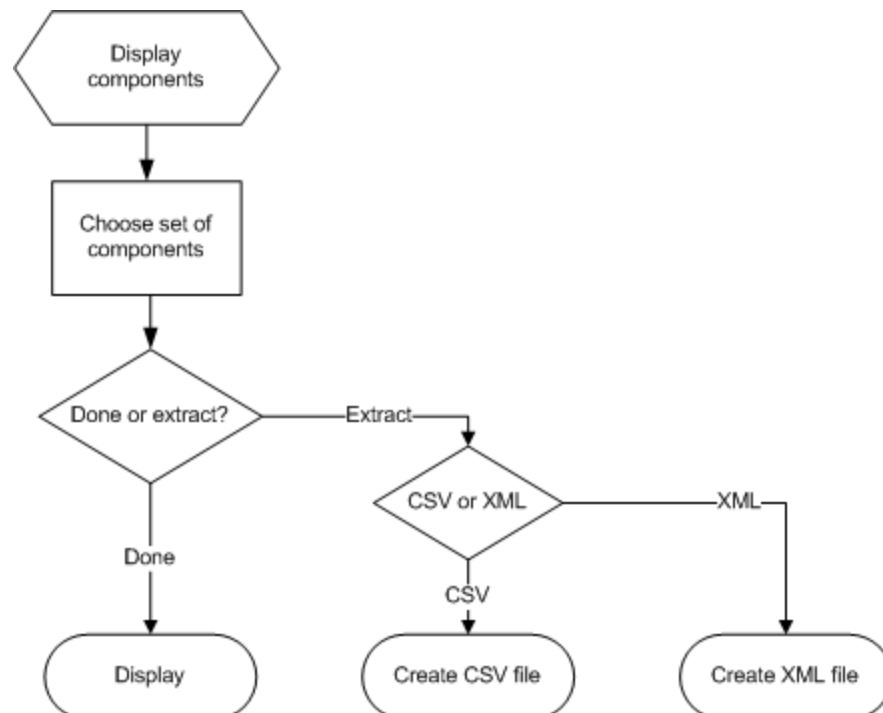 Display
components
Choose set of
components
Done or extract?
Extract
CSV or XML
XML
Done
CSV
Display
Create CSV file
Create XML file